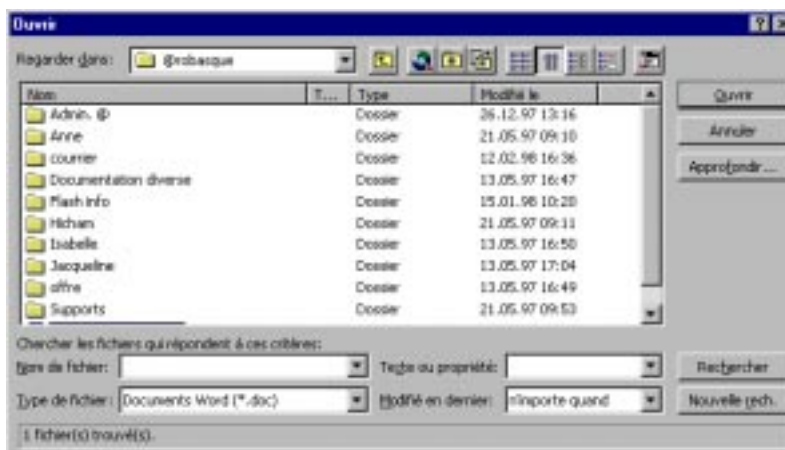 Ouvrir
Regarder dans: @robasque
Nom T... Type Modifié le
Admin. @ Dossier 26.12.97 13:16
Anne Dossier 21.05.97 09:10
courrier Dossier 12.02.98 16:36
Documentation diverse Dossier 13.05.97 16:47
Flash Info Dossier 15.01.98 10:20
Hicham Dossier 21.05.97 09:11
Isabelle Dossier 13.05.97 16:50
Jacqueline Dossier 13.05.97 17:04
offre Dossier 13.05.97 16:49
Supports Dossier 21.05.97 09:53
Ouvrir
Annuler
Approfondir...
Chercher les fichiers qui répondent à ces critères:
Nom de fichier: Texte ou propriété: Rechercher
Type de fichier: Documents Word (*.doc) Modifié en dernier: n'importe quand Nouvelle rech.
1 fichier(s) trouvé(s).